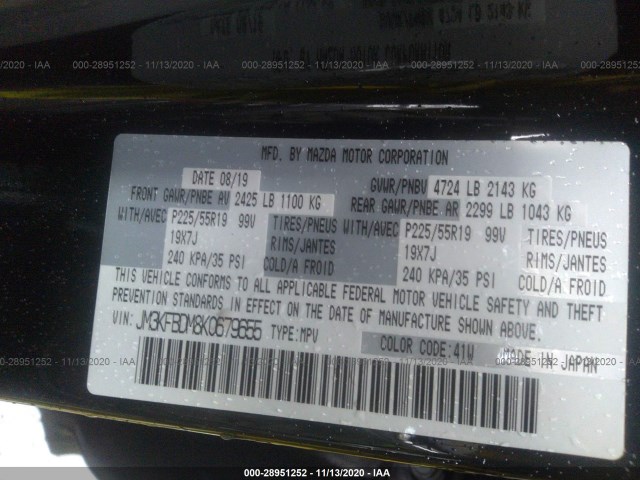 000-28951252 - 11/13/2020 - IAA
MFD. BY MAZDA MOTOR CORPORATION
DATE 08/19
GVWR/PNBV 4724 LB 2143 KG
FRONT GAWR/PNBE AV 2425 LB 1100 KG
REAR GAWR/PNBE AR 2299 LB 1043 KG
WITH/AVEC P225/55R19 99V TIRES/PNEUS
19X7J RIMS/JANTES
240 KPA/35 PSI COLD/A FROID
WITH/AVEC P225/55R19 99V TIRES/PNEUS
19X7J RIMS/JANTES
240 KPA/35 PSI COLD/A FROID
THIS VEHICLE CONFORMS TO ALL APPLICABLE FEDERAL MOTOR VEHICLE SAFETY AND THEFT
PREVENTION STANDARDS IN EFFECT ON THE DATE OF MANUFACTURE SHOWN ABOVE.
VIN: JM3KFBDM8K0679655 TYPE:MPV
COLOR CODE:41W MADE IN JAPAN
000-28951252 - 11/13/2020 - IAA